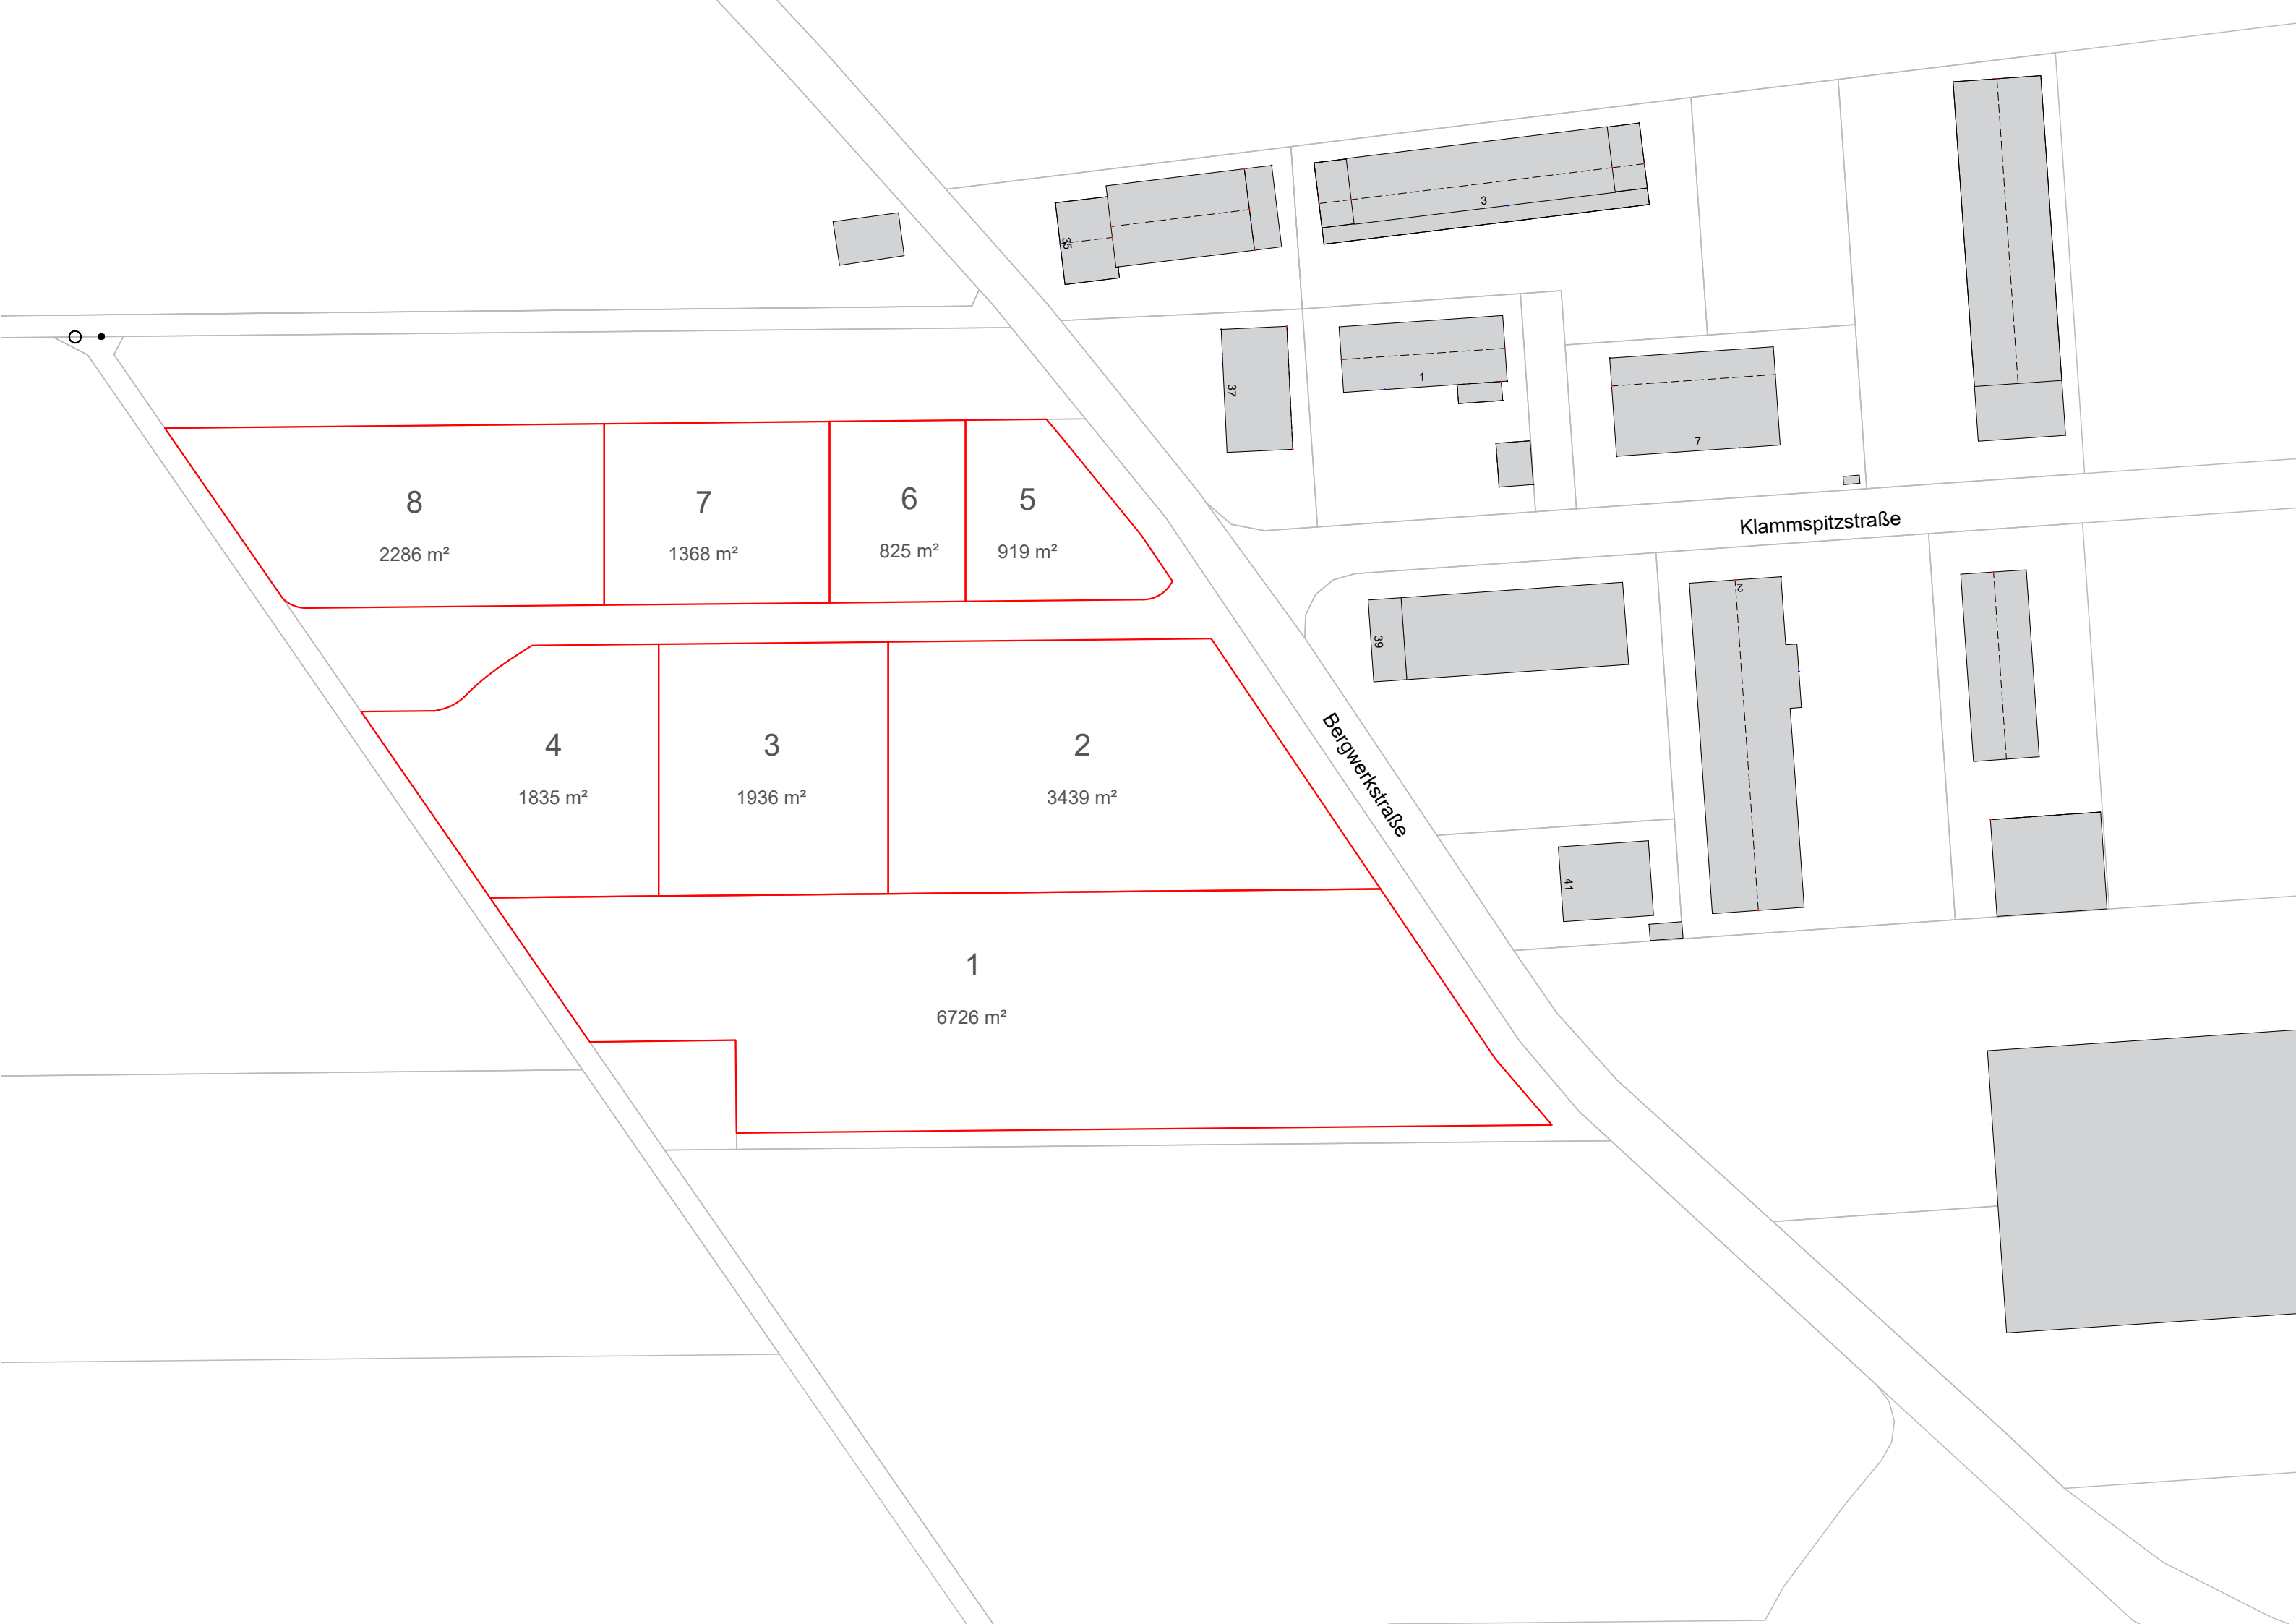 35
3
37
1
7
Klammspitzstraße
8
2286 m²
7
1368 m²
6
825 m²
5
919 m²
39
2
4
1835 m²
3
1936 m²
2
3439 m²
Bergwerkstraße
41
1
6726 m²